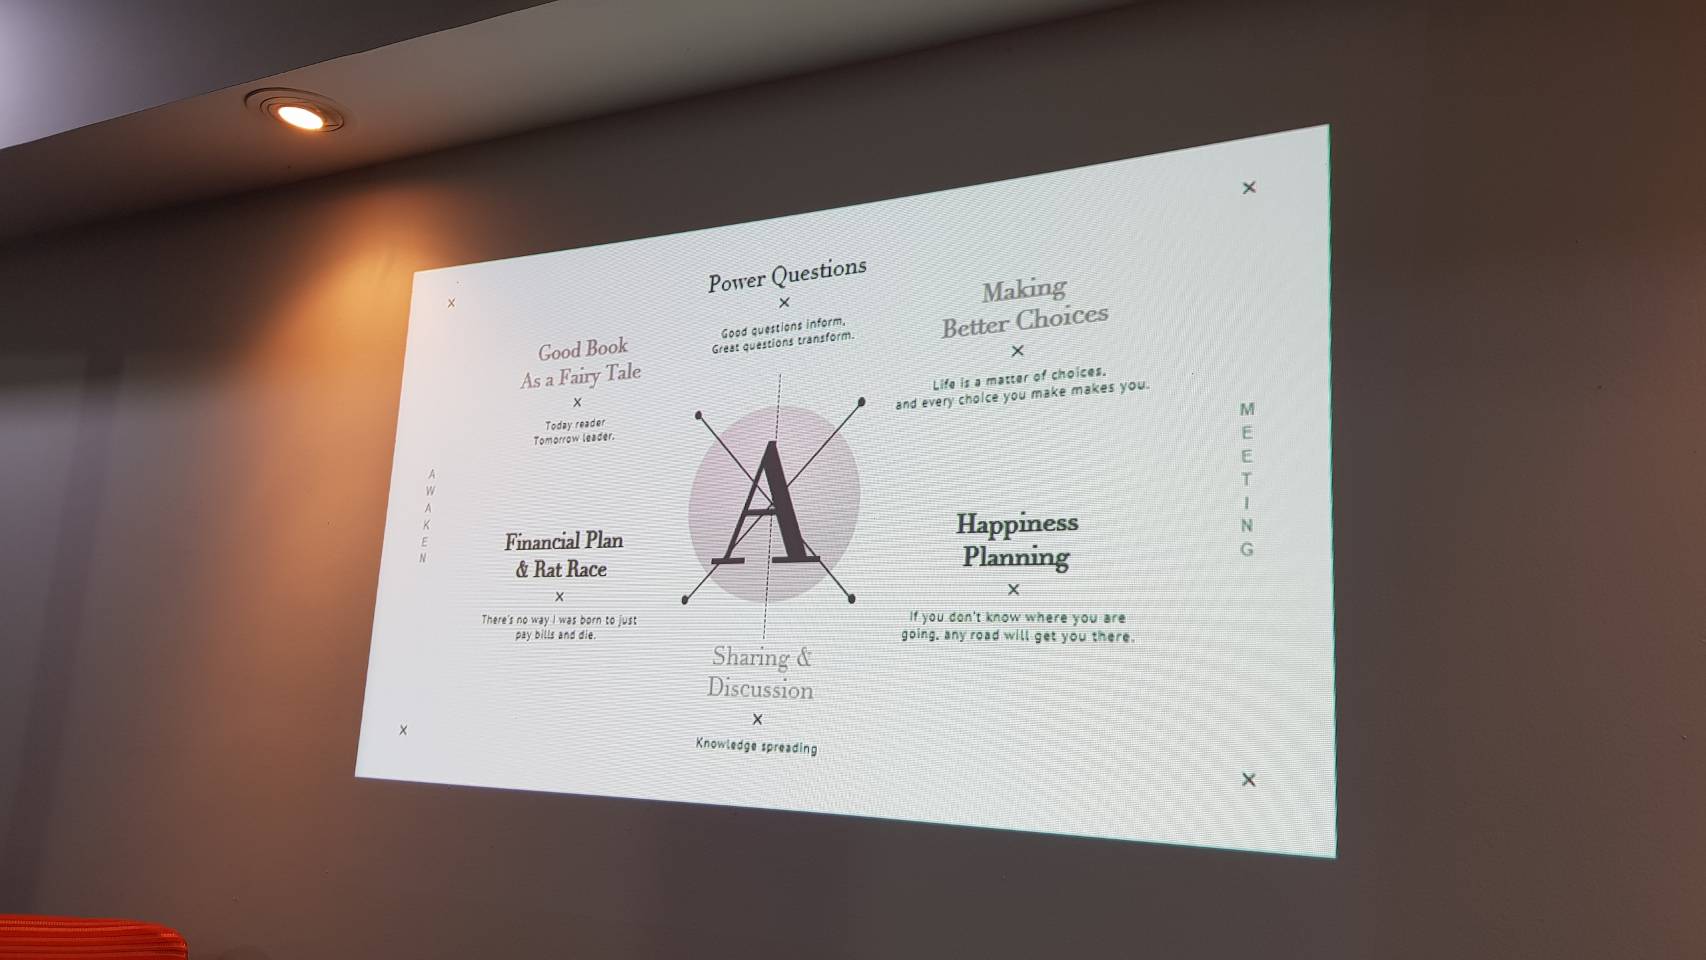 Power Questions
×
Good questions inform,
Great questions transform.
Making
Better Choices
×
Life is a matter of choices,
and every choice you make makes you.
Good Book
As a Fairy Tale
×
Today reader
Tomorrow leader.
AWAKEN
A
MEETING
Financial Plan
& Rat Race
×
There's no way I was born to just
pay bills and die.
Happiness
Planning
×
If you don't know where you are
going, any road will get you there.
Sharing &
Discussion
×
Knowledge spreading